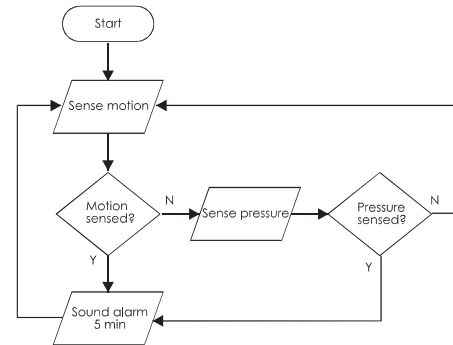 Start
Sense motion
Motion
sensed?
N
Sense pressure
Pressure
sensed?
N
Y
Y
Sound alarm
5 min